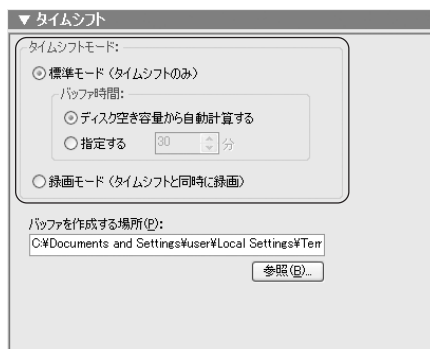 ▼ タイムシフト
タイムシフトモード:
標準モード（タイムシフトのみ）
バッファ時間:
ディスク空き容量から自動計算する
指定する 30 分
録画モード（タイムシフトと同時に録画）
バッファを作成する場所(P):
C:¥Documents and Settings¥user¥Local Settings¥Tem
参照(B)...